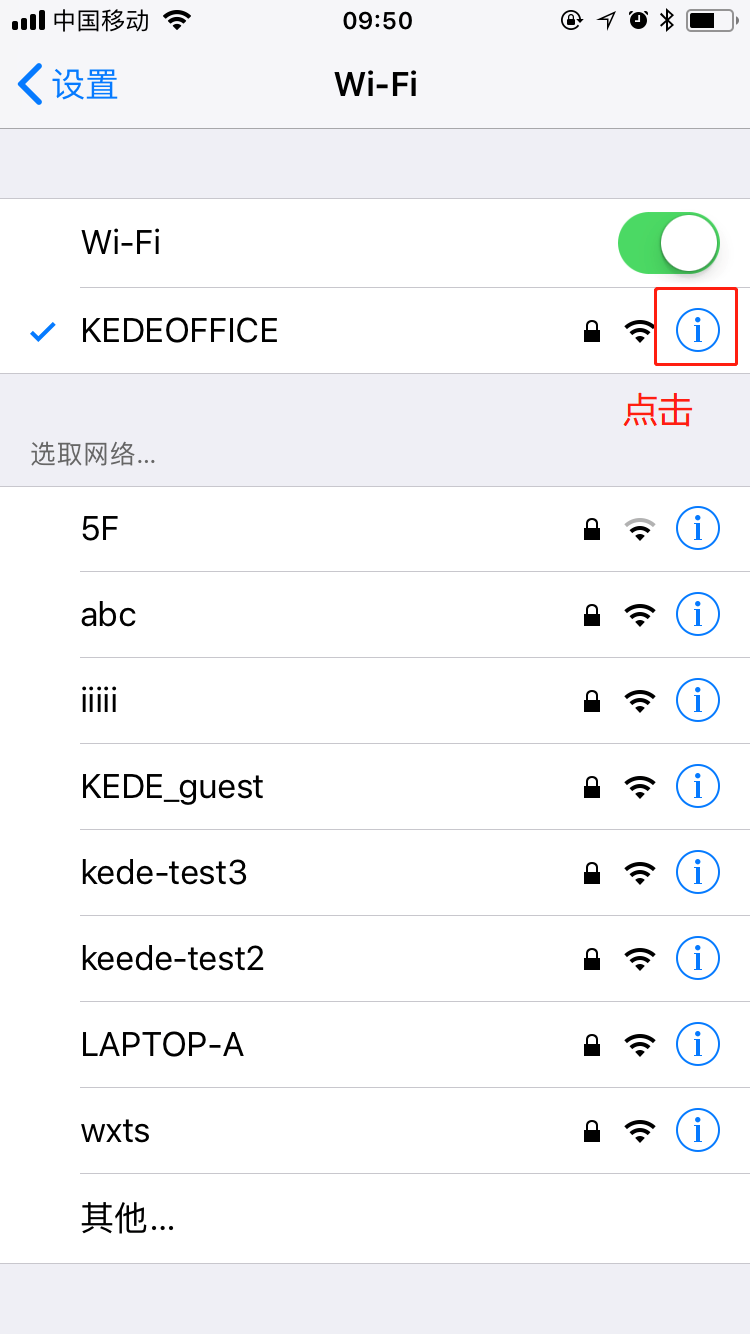 中国移动 09:50
设置 Wi-Fi
Wi-Fi
KEDEOFFICE
点击
选取网络...
5F
abc
iiiii
KEDE_guest
kede-test3
keede-test2
LAPTOP-A
wxts
其他...